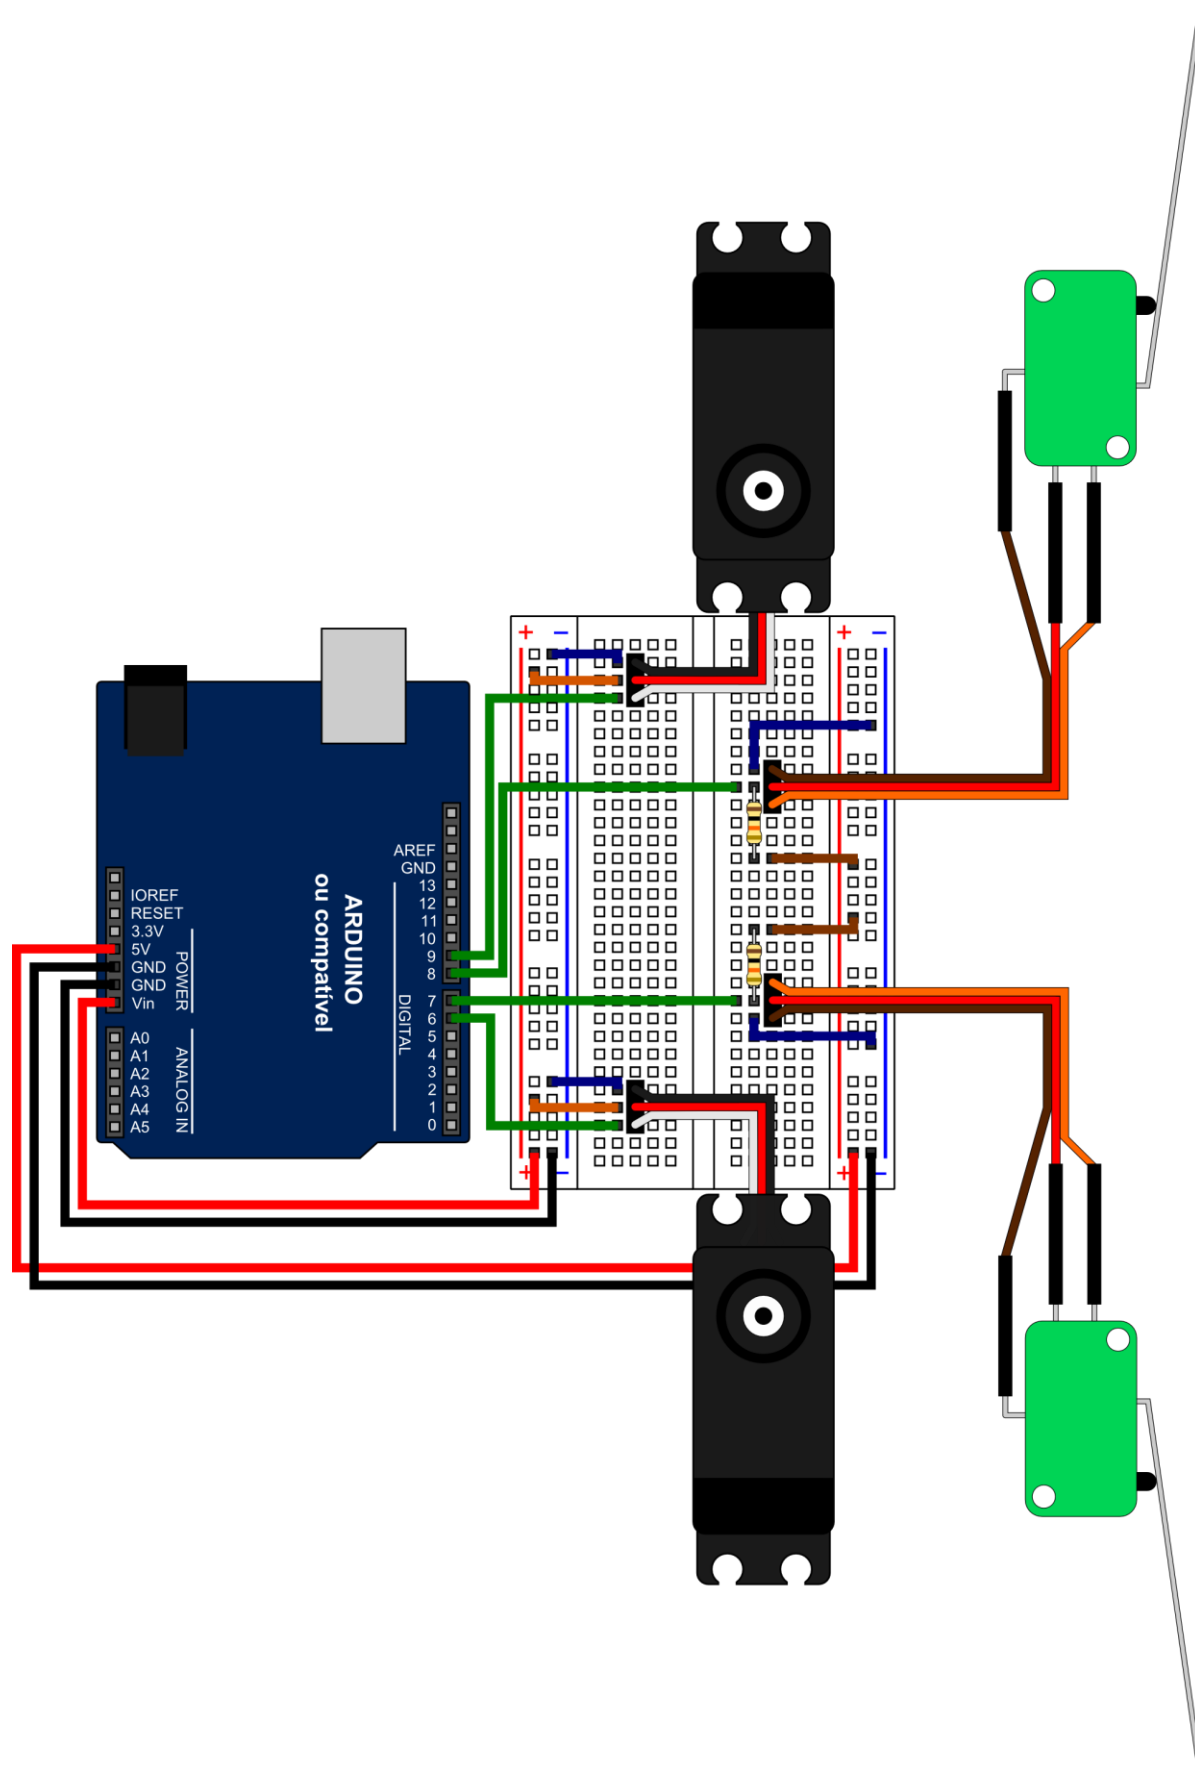 + − + −
AREF
GND
13
12
11
10
9
8
7
6
5
4
3
2
1
0
DIGITAL
ARDUINO
ou compatível
IOREF
RESET
3.3V
5V
GND
GND
Vin
POWER
A0
A1
A2
A3
A4
A5
ANALOG IN
+ − + −